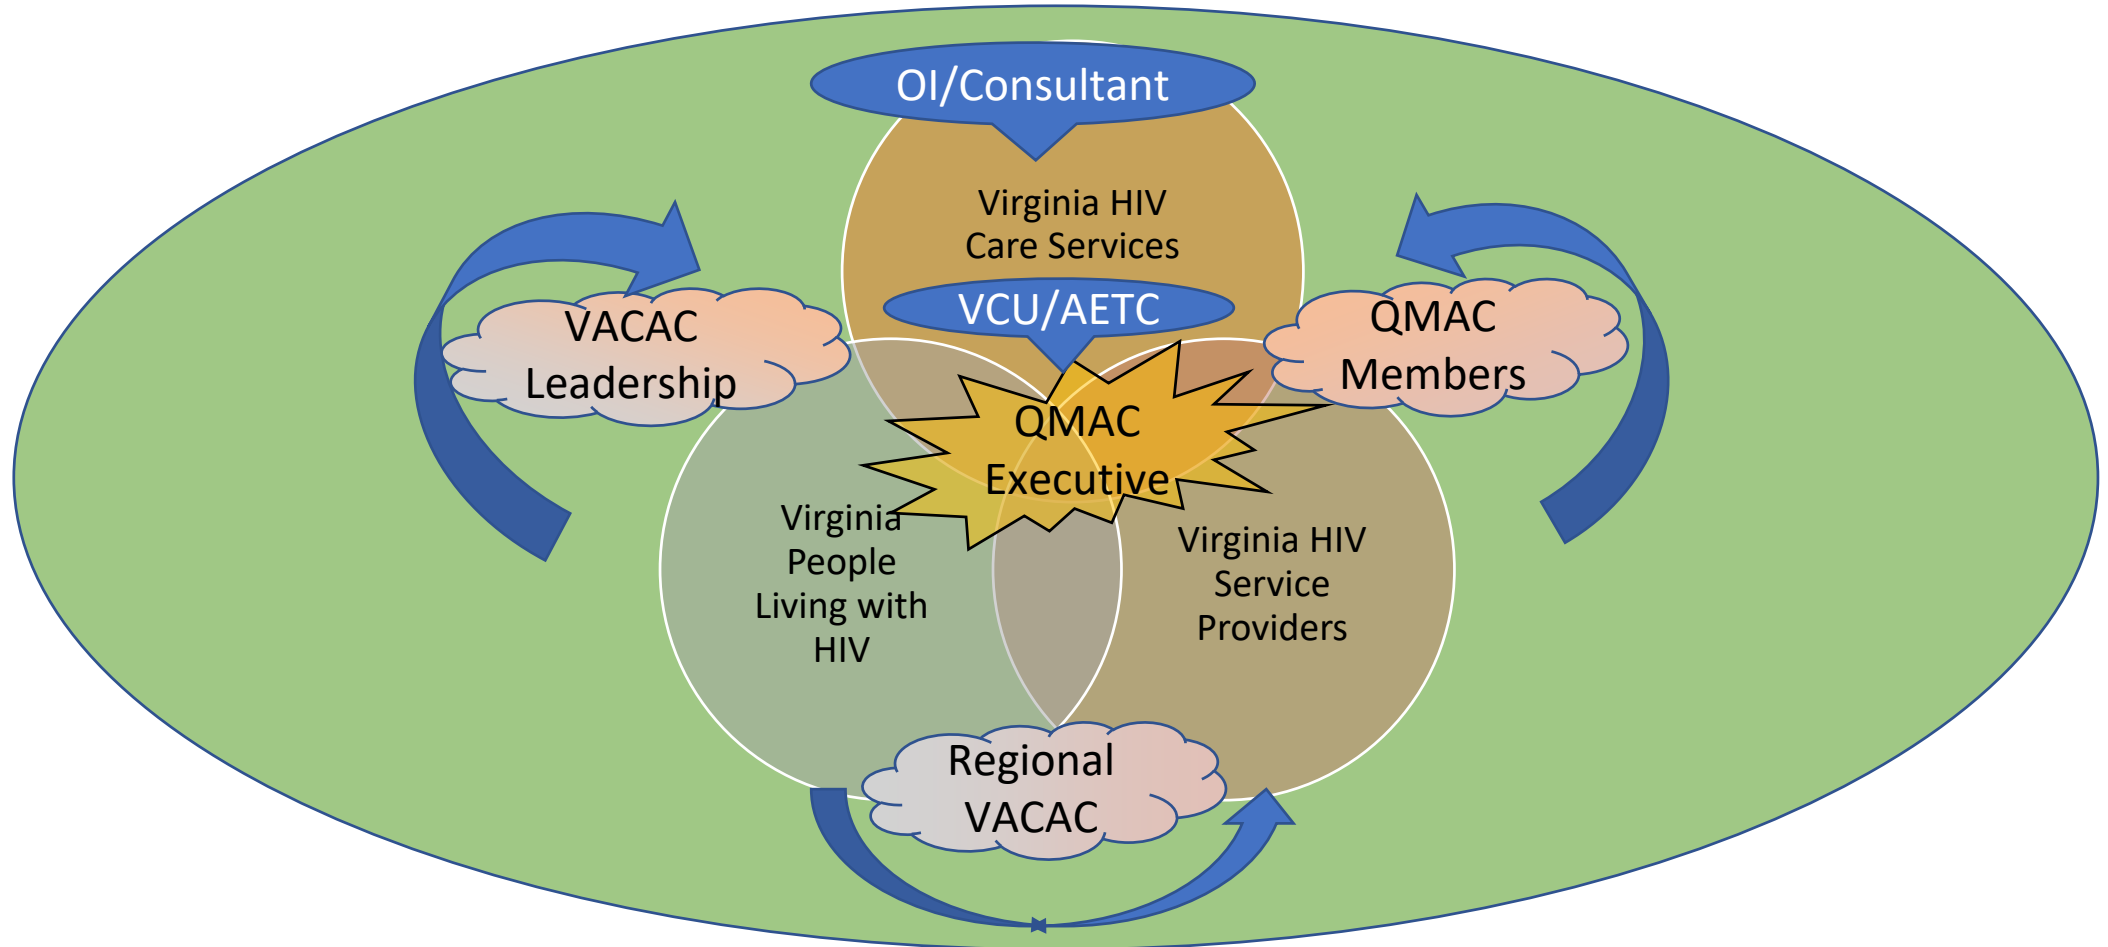 OI/Consultant
Virginia HIV
Care Services
VCU/AETC
VACAC
Leadership
QMAC
Members
QMAC
Executive
Virginia
People
Living with
HIV
Virginia HIV
Service
Providers
Regional
VACAC